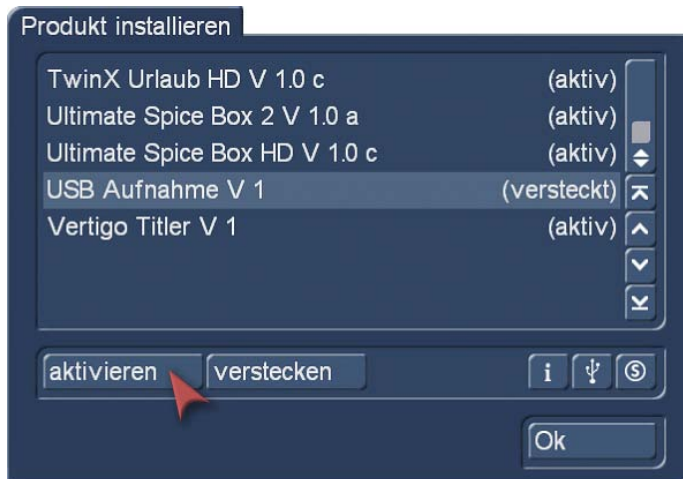 Produkt installieren
TwinX Urlaub HD V 1.0 c (aktiv)
Ultimate Spice Box 2 V 1.0 a (aktiv)
Ultimate Spice Box HD V 1.0 c (aktiv)
USB Aufnahme V 1 (versteckt)
Vertigo Titler V 1 (aktiv)
aktivieren verstecken i S
Ok